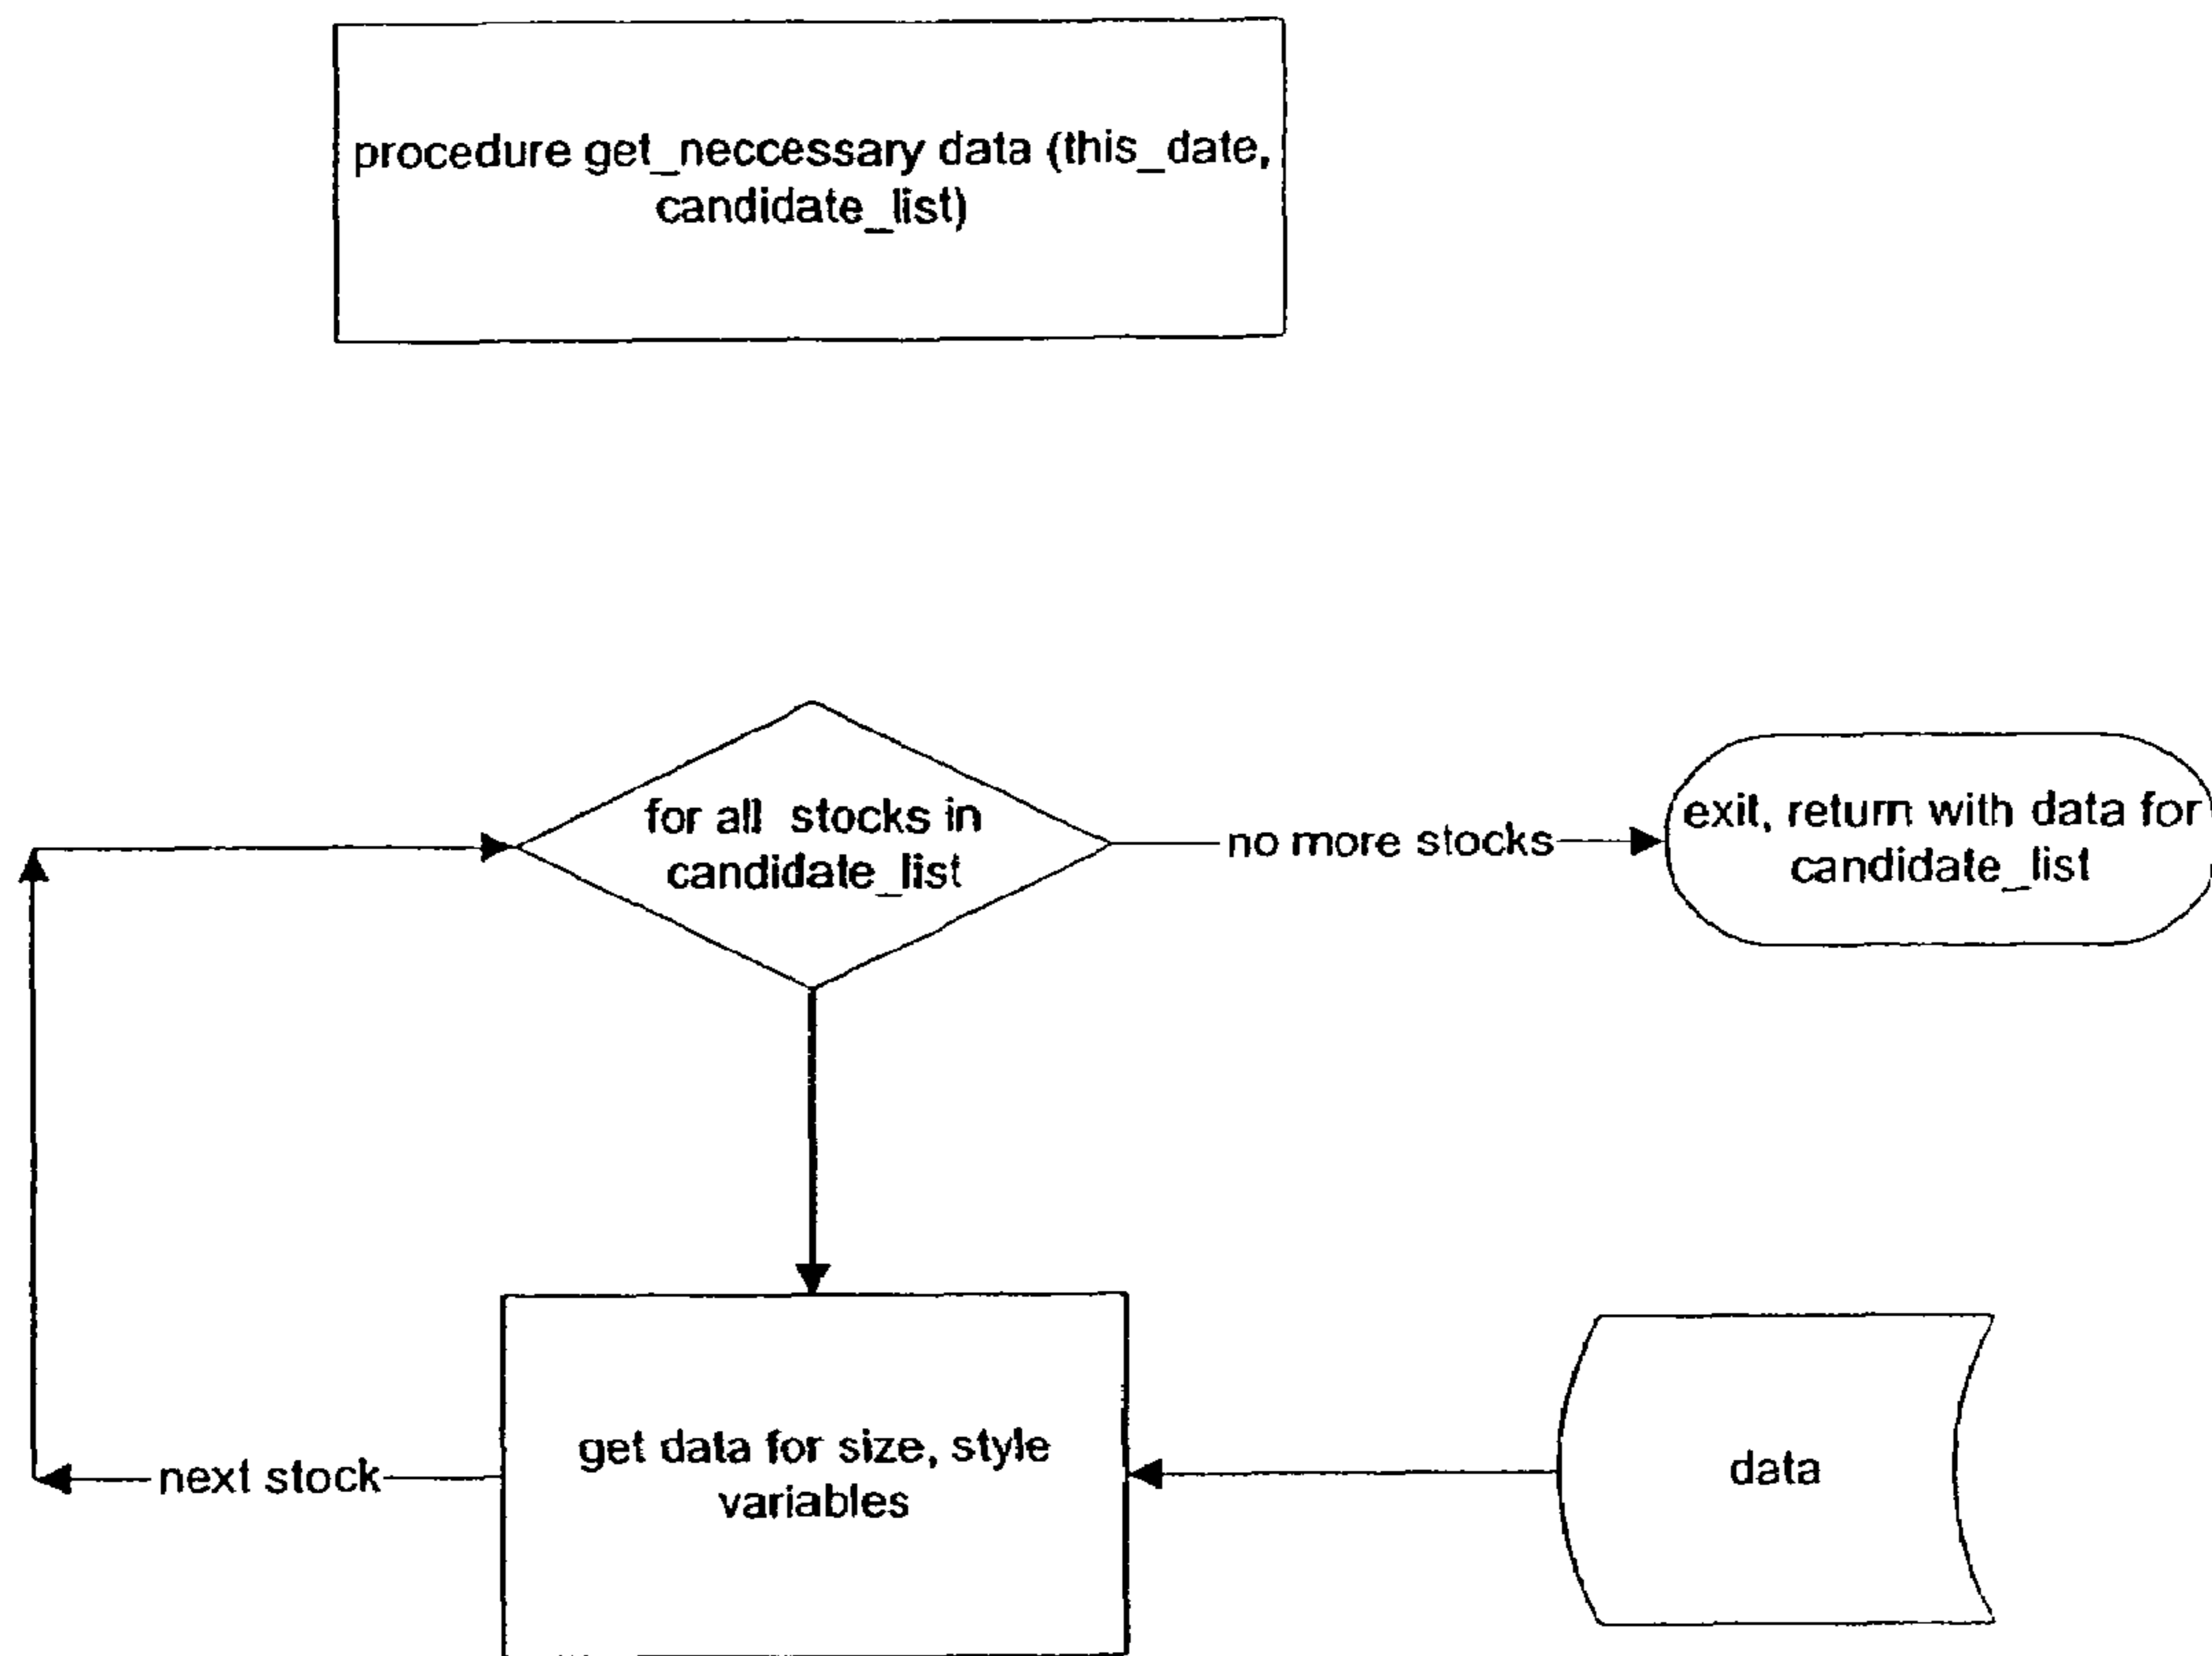 procedure get_neccessary data (this_date,
candidate_list)
for all stocks in
candidate_list
no more stocks
exit, return with data for
candidate_list
get data for size, style
variables
next stock
data